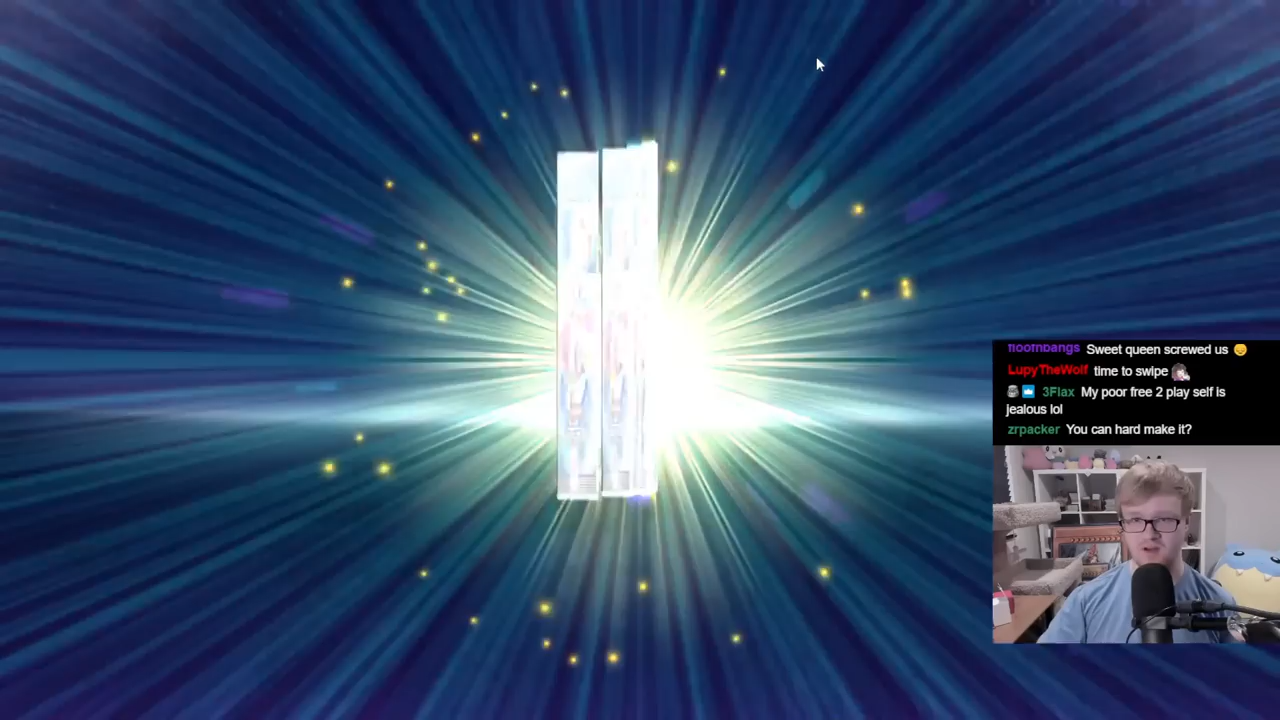 floofnbangs Sweet queen screwed us
LupyTheWolf time to swipe
3Flax My poor free 2 play self is
jealous lol
zrpacker You can hard make it?